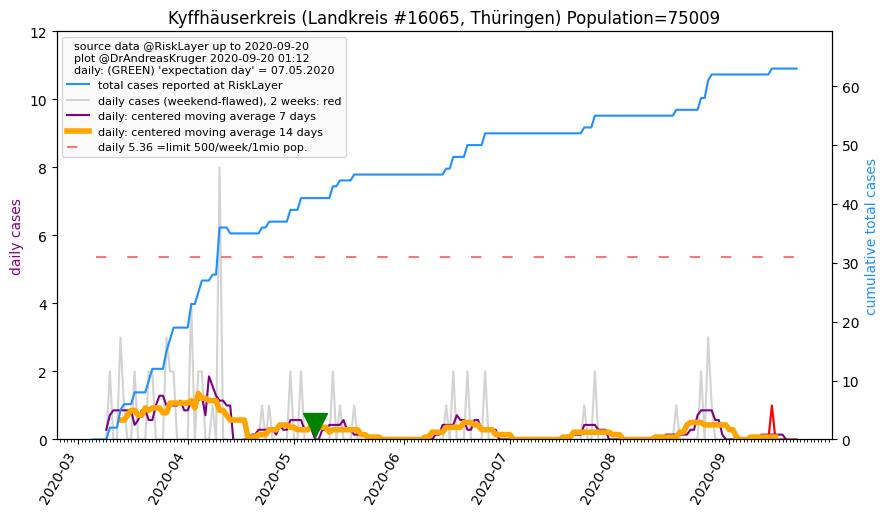 Kyffhäuserkreis (Landkreis #16065, Thüringen) Population=75009
source data @RiskLayer up to 2020-09-20
plot @DrAndreasKruger 2020-09-20 01:12
daily: (GREEN) 'expectation day' = 07.05.2020
total cases reported at RiskLayer
daily cases (weekend-flawed), 2 weeks: red
daily: centered moving average 7 days
daily: centered moving average 14 days
daily 5.36 =limit 500/week/1mio pop.
daily cases
12
10
8
6
4
2
0
cumulative total cases
60
50
40
30
20
10
0
2020-03
2020-04
2020-05
2020-06
2020-07
2020-08
2020-09